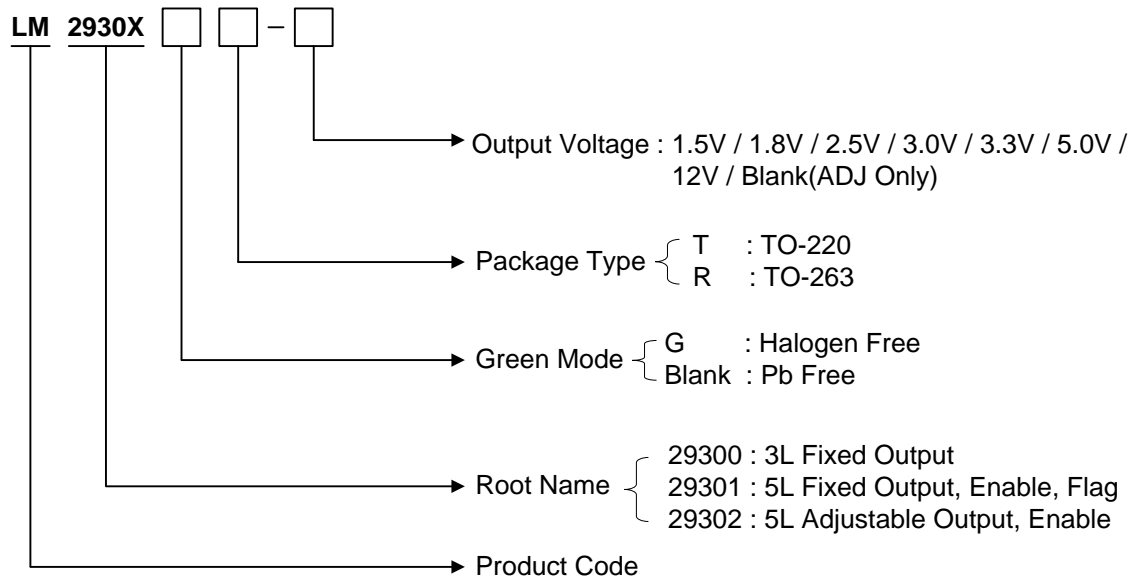 LM 2930X –
Output Voltage : 1.5V / 1.8V / 2.5V / 3.0V / 3.3V / 5.0V /
12V / Blank(ADJ Only)
Package Type
T : TO-220
R : TO-263
Green Mode
G : Halogen Free
Blank : Pb Free
Root Name
29300 : 3L Fixed Output
29301 : 5L Fixed Output, Enable, Flag
29302 : 5L Adjustable Output, Enable
Product Code